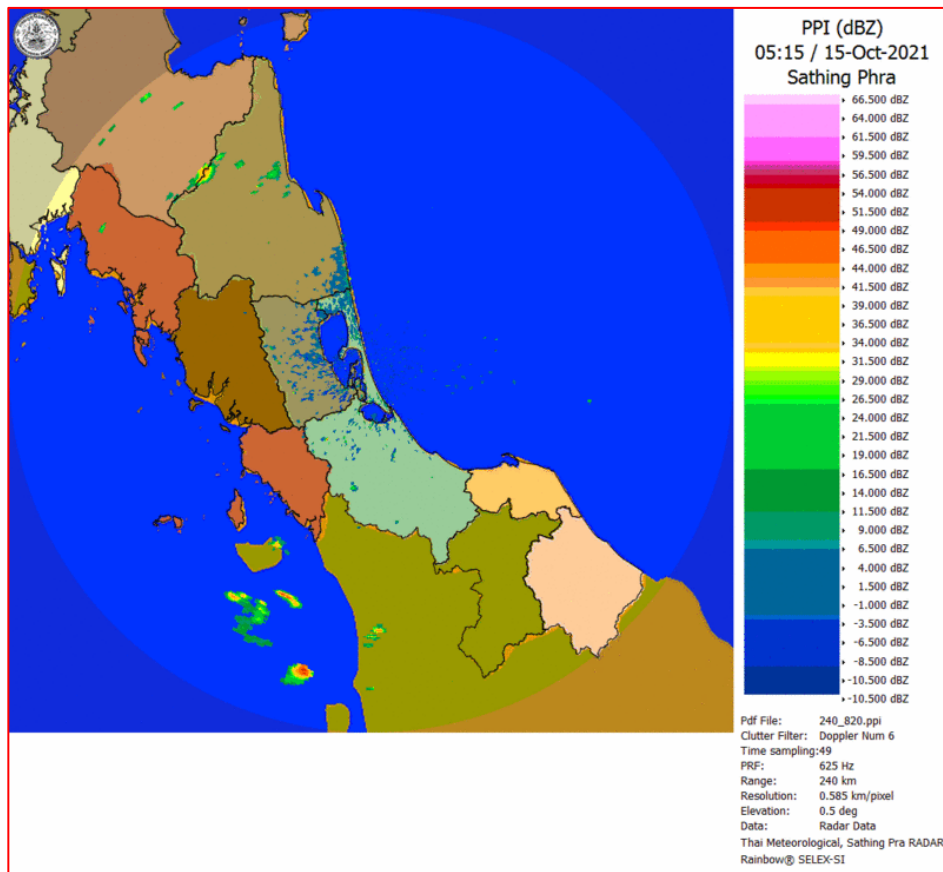 PPI (dBZ)
05:15 / 15-Oct-2021
Sathing Phra
66.500 dBZ
64.000 dBZ
61.500 dBZ
59.500 dBZ
56.500 dBZ
54.000 dBZ
51.500 dBZ
49.000 dBZ
46.500 dBZ
44.000 dBZ
41.500 dBZ
39.000 dBZ
36.500 dBZ
34.000 dBZ
31.500 dBZ
29.000 dBZ
26.500 dBZ
24.000 dBZ
21.500 dBZ
19.000 dBZ
16.500 dBZ
14.000 dBZ
11.500 dBZ
9.000 dBZ
6.500 dBZ
4.000 dBZ
1.500 dBZ
-1.000 dBZ
-3.500 dBZ
-6.500 dBZ
-8.500 dBZ
-10.500 dBZ
-10.500 dBZ
Pdf File: 240_820.ppi
Clutter Filter: Doppler Num 6
Time sampling:49
PRF: 625 Hz
Range: 240 km
Resolution: 0.585 km/pixel
Elevation: 0.5 deg
Data: Radar Data
Thai Meteorological, Sathing Pra RADAR
Rainbow® SELEX-SI